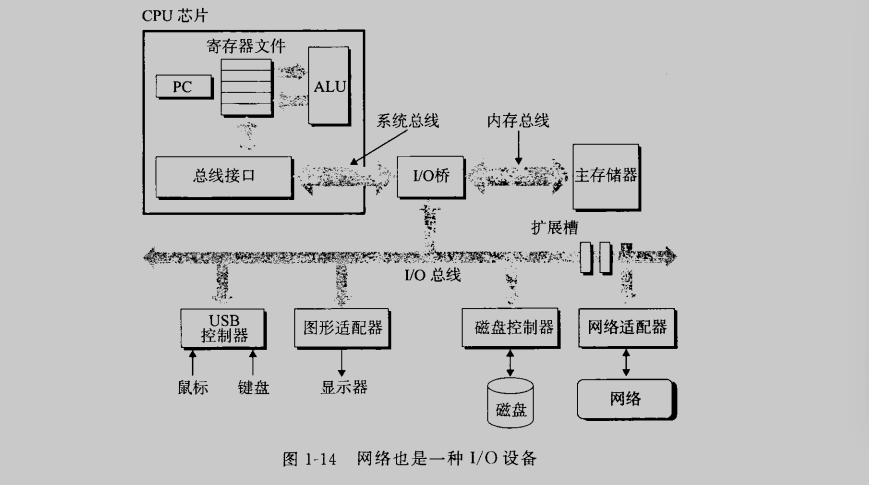 CPU 芯片
寄存器文件
PC
ALU
系统总线
内存总线
总线接口
I/O桥
主存储器
扩展槽
I/O 总线
USB
控制器
图形适配器
磁盘控制器
网络适配器
鼠标
键盘
显示器
磁盘
网络
图 1-14 网络也是一种 I/O 设备